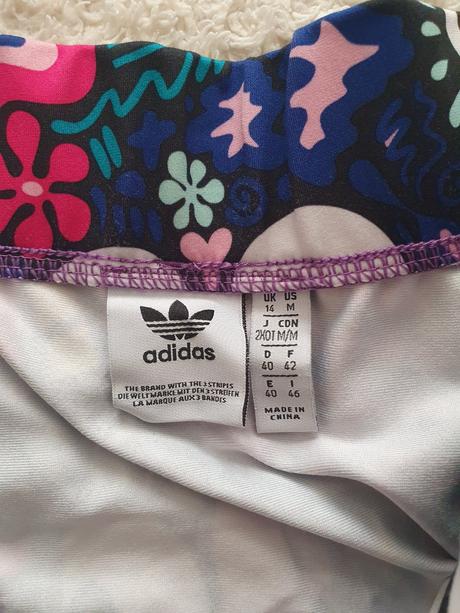 adidas
THE BRAND WITH THE 3 STRIPES
DIE WELTMARKE MIT DEN 3 STREIFEN
LA MARQUE AUX 3 BANDES
UK US
14 M
J CDN
2XOT M/M
D F
40 42
E I
40 46
MADE IN
CHINA